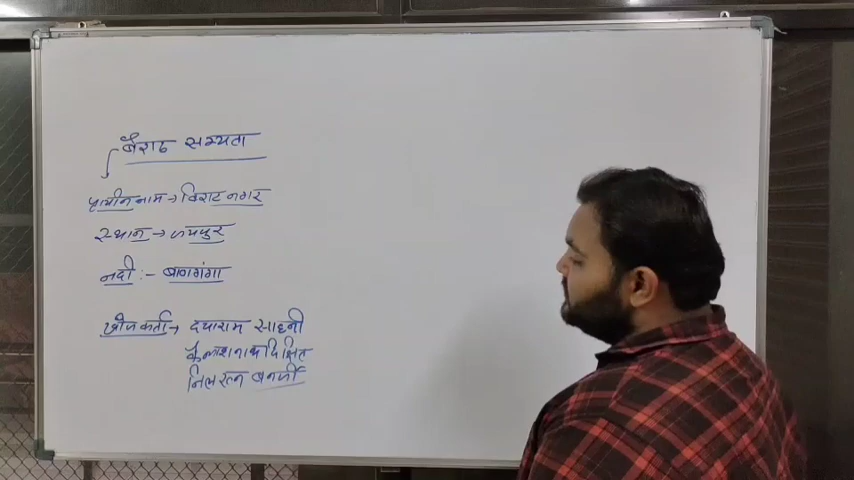 बैराठ सभ्यता
प्राचीन नाम → विराट नगर
स्थान → जयपुर
नदी :- बाणगंगा
खोजकर्ता → दयाराम साहनी
कैलाशनाथ दिक्षित
निलरत्न बनर्जी